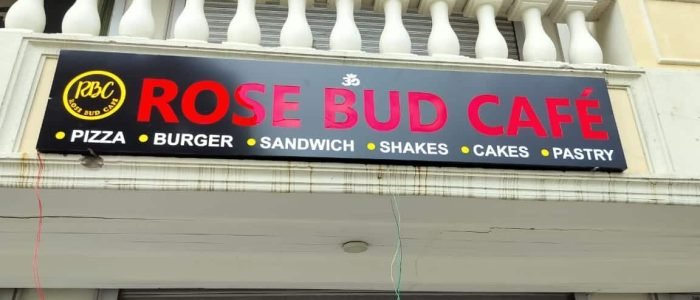 ॐ
RBC
ROSE BUD CAFE
ROSE BUD CAFÉ
• PIZZA • BURGER • SANDWICH • SHAKES • CAKES • PASTRY